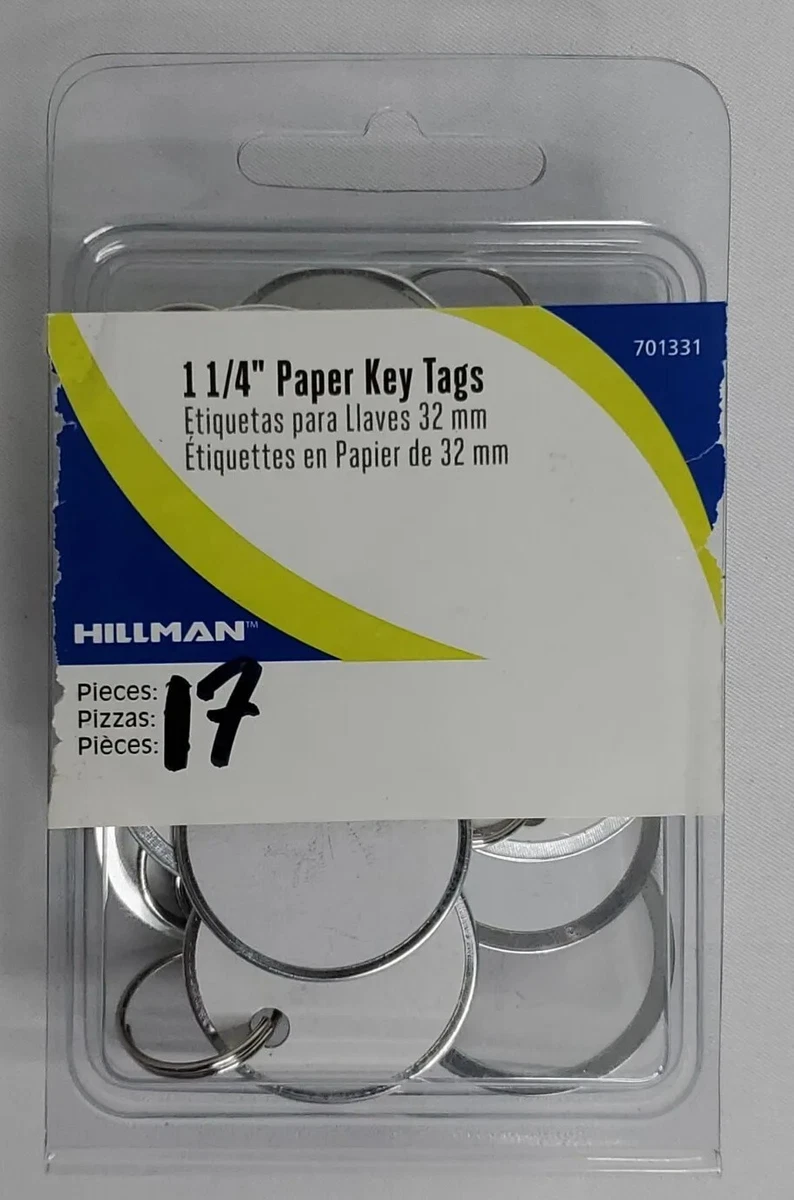 701331
1 1/4" Paper Key Tags
Etiquetas para Llaves 32 mm
Étiquettes en Papier de 32 mm
HILLMAN™
Pieces: 17
Pizzas:
Pièces: